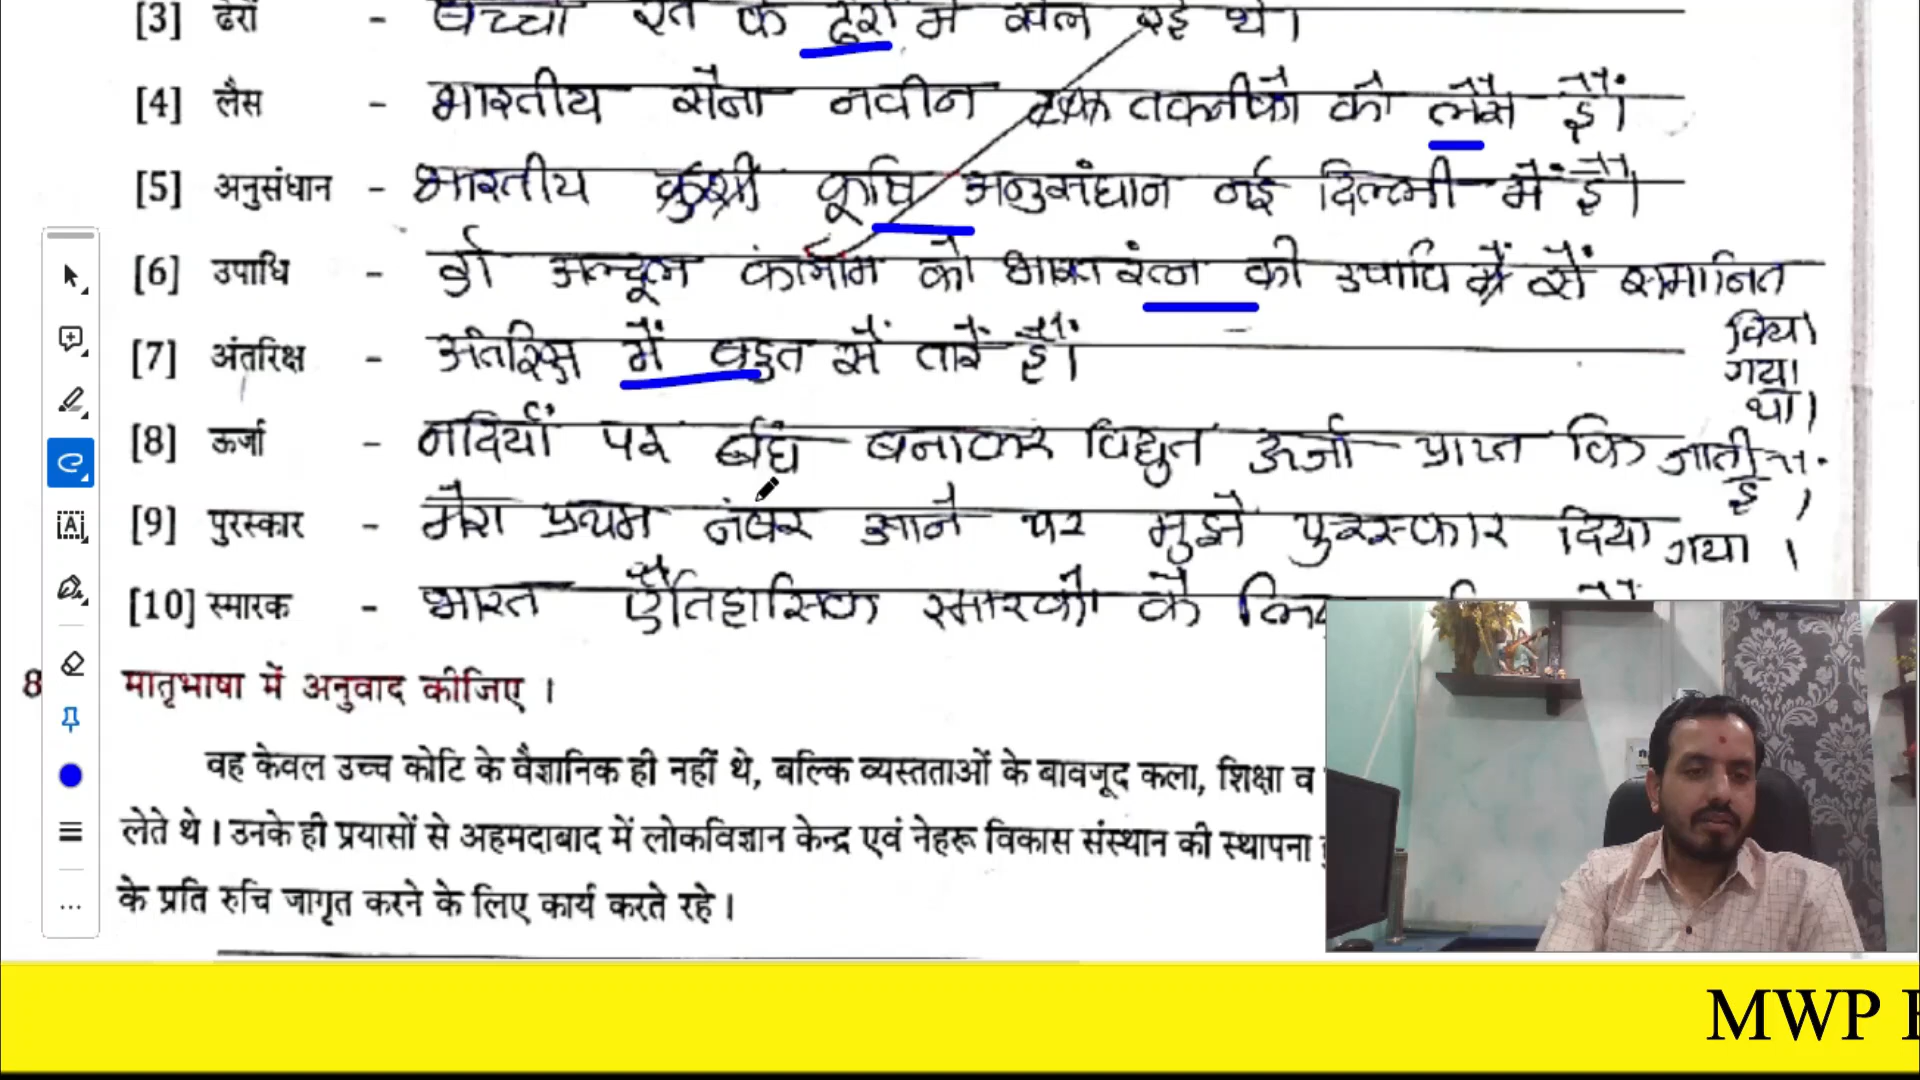 [3] ढेरों - बच्चा रेत के ढेरों में खेल रहे थे।
[4] लैस - भारतीय सेना नवीन तकनीको को लैस हैं।
[5] अनुसंधान - भारतीय कृषि अनुसंधान नई दिल्ली में है।
[6] उपाधि - डॉ अब्दुल कलाम को भारत रत्न की उपाधि सें समानित किया गया था।
[7] अंतरिक्ष - अंतरिक्ष में बहुत सें तारें हैं।
[8] ऊर्जा - नदियों पर बनाकर विद्युत ऊर्जा प्राप्त कि जाती है।
[9] पुरस्कार - मेरा प्रथम नंबर आने पर मुझे पुरस्कार दिया गया।
[10] स्मारक - भारत ऐतिहासिक स्मारकों के
8 मातृभाषा में अनुवाद कीजिए ।
वह केवल उच्च कोटि के वैज्ञानिक ही नहीं थे, बल्कि व्यस्तताओं के बावजूद कला, शिक्षा व
लेते थे । उनके ही प्रयासों से अहमदाबाद में लोकविज्ञान केन्द्र एवं नेहरू विकास संस्थान की स्थापना
के प्रति रुचि जागृत करने के लिए कार्य करते रहे ।
MWP